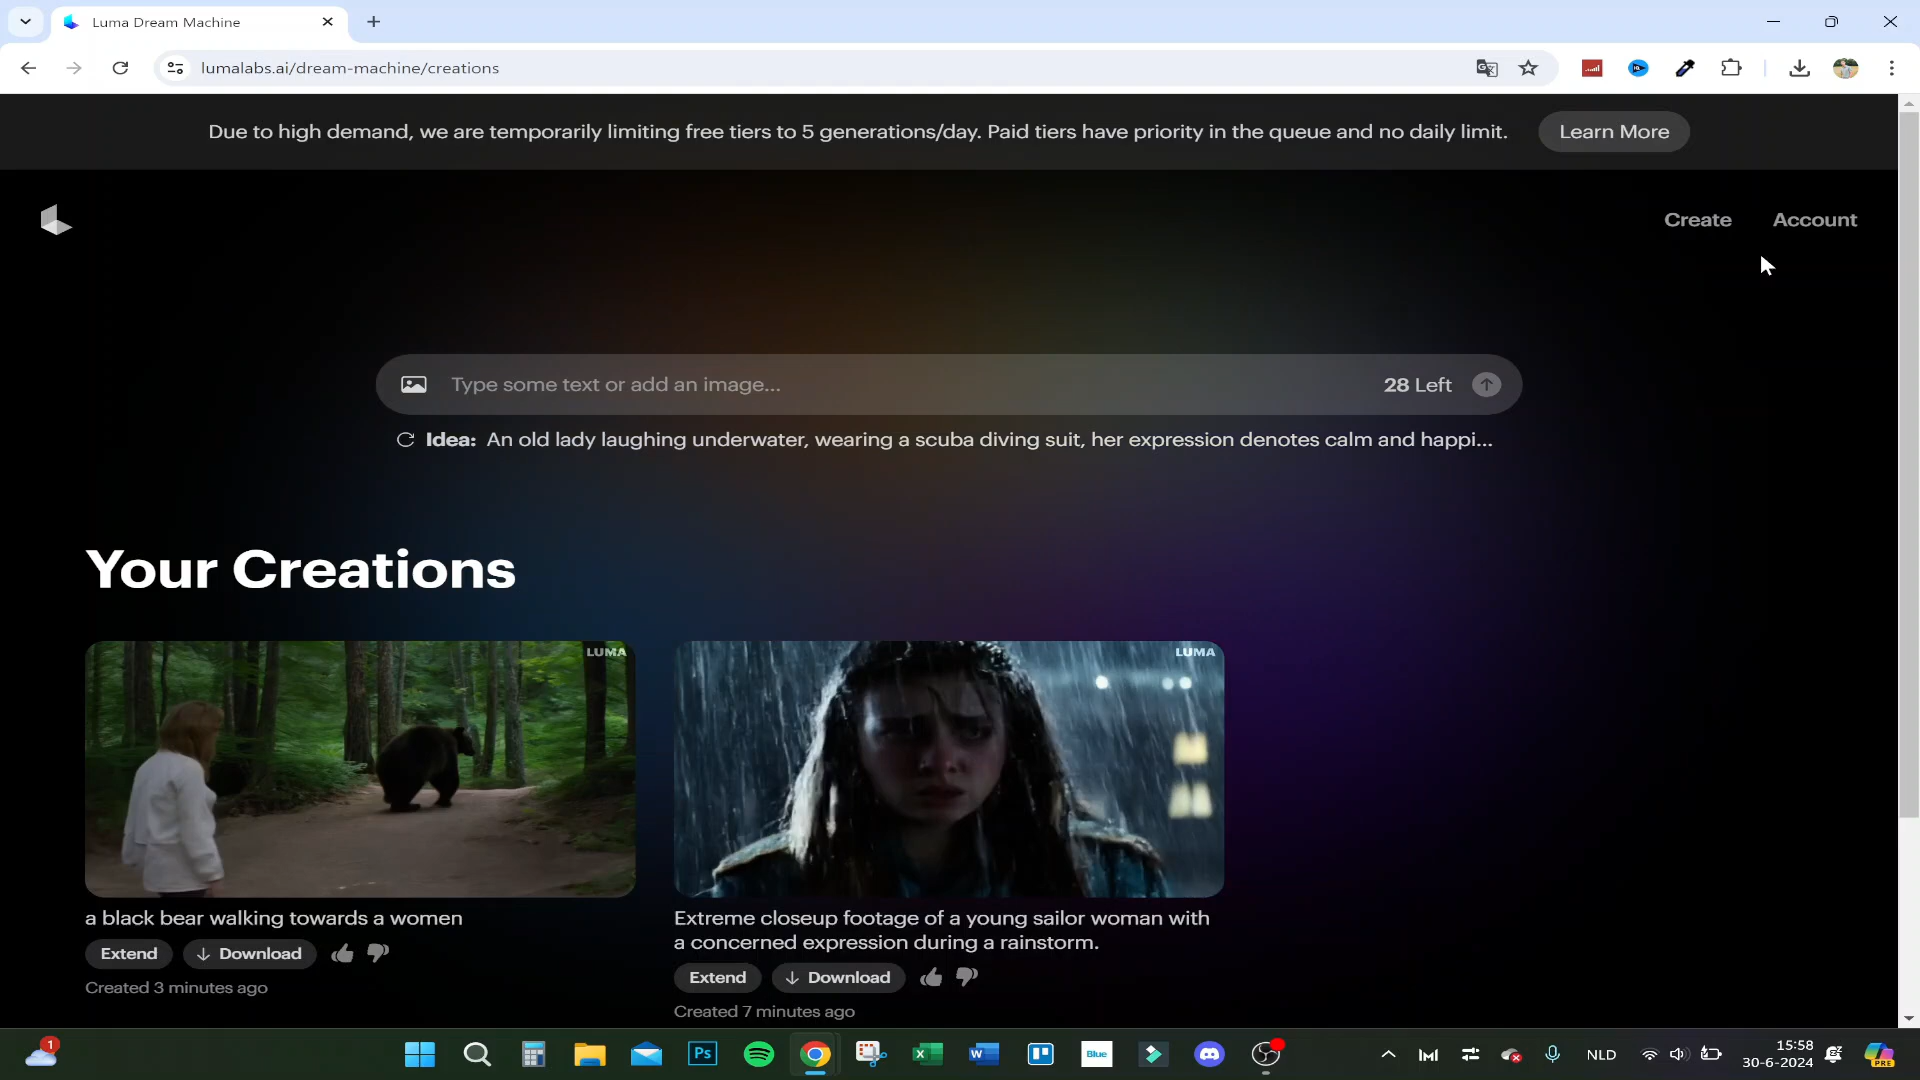 Luma Dream Machine
lumalabs.ai/dream-machine/creations
Due to high demand, we are temporarily limiting free tiers to 5 generations/day. Paid tiers have priority in the queue and no daily limit.
Learn More
Create
Account
Type some text or add an image...
28 Left
Idea: An old lady laughing underwater, wearing a scuba diving suit, her expression denotes calm and happi...
Your Creations
LUMA
LUMA
a black bear walking towards a women
Extend
Download
Created 3 minutes ago
Extreme closeup footage of a young sailor woman with
a concerned expression during a rainstorm.
Extend
Download
Created 7 minutes ago
1
Ps
Blue
NLD
15:58
30-6-2024
PRE